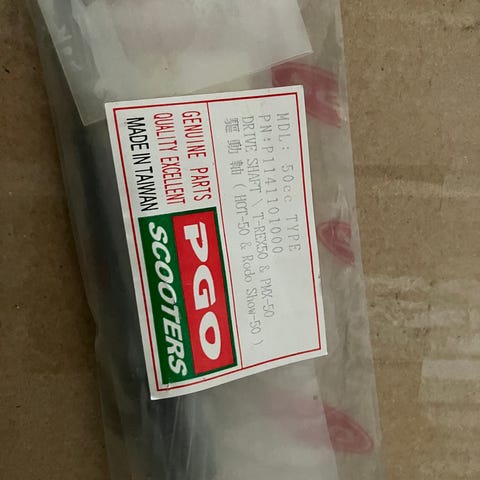 MDL: 50cc TYPE
PN:P1141101000
DRIVE SHAFT \ T-REX50 & PMX-50
驅動軸 ( HOT-50 & Rodo Show-50 )
GENUINE PARTS
QUALITY EXCELLENT
MADE IN TAIWAN
PGO
SCOOTERS